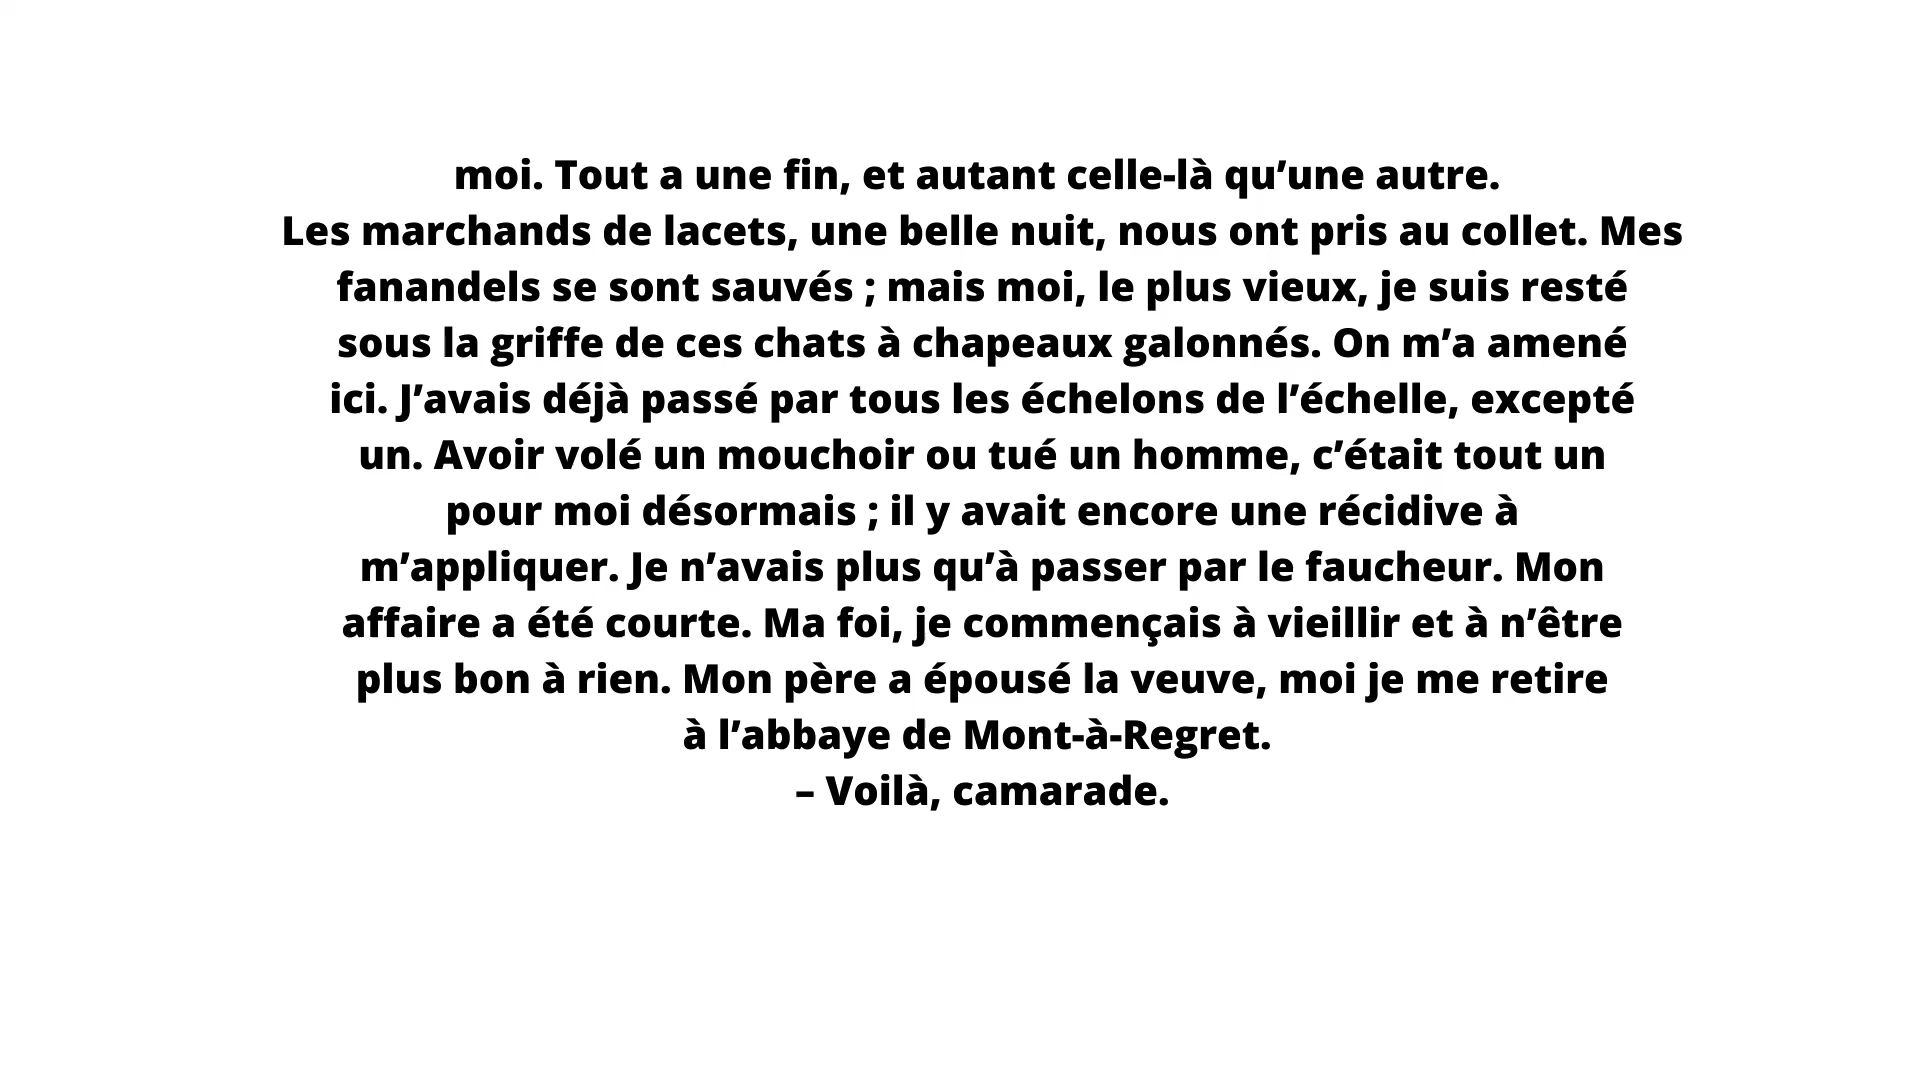 moi. Tout a une fin, et autant celle-là qu’une autre.
Les marchands de lacets, une belle nuit, nous ont pris au collet. Mes
fanandels se sont sauvés ; mais moi, le plus vieux, je suis resté
sous la griffe de ces chats à chapeaux galonnés. On m’a amené
ici. J’avais déjà passé par tous les échelons de l’échelle, excepté
un. Avoir volé un mouchoir ou tué un homme, c’était tout un
pour moi désormais ; il y avait encore une récidive à
m’appliquer. Je n’avais plus qu’à passer par le faucheur. Mon
affaire a été courte. Ma foi, je commençais à vieillir et à n’être
plus bon à rien. Mon père a épousé la veuve, moi je me retire
à l’abbaye de Mont-à-Regret.
– Voilà, camarade.